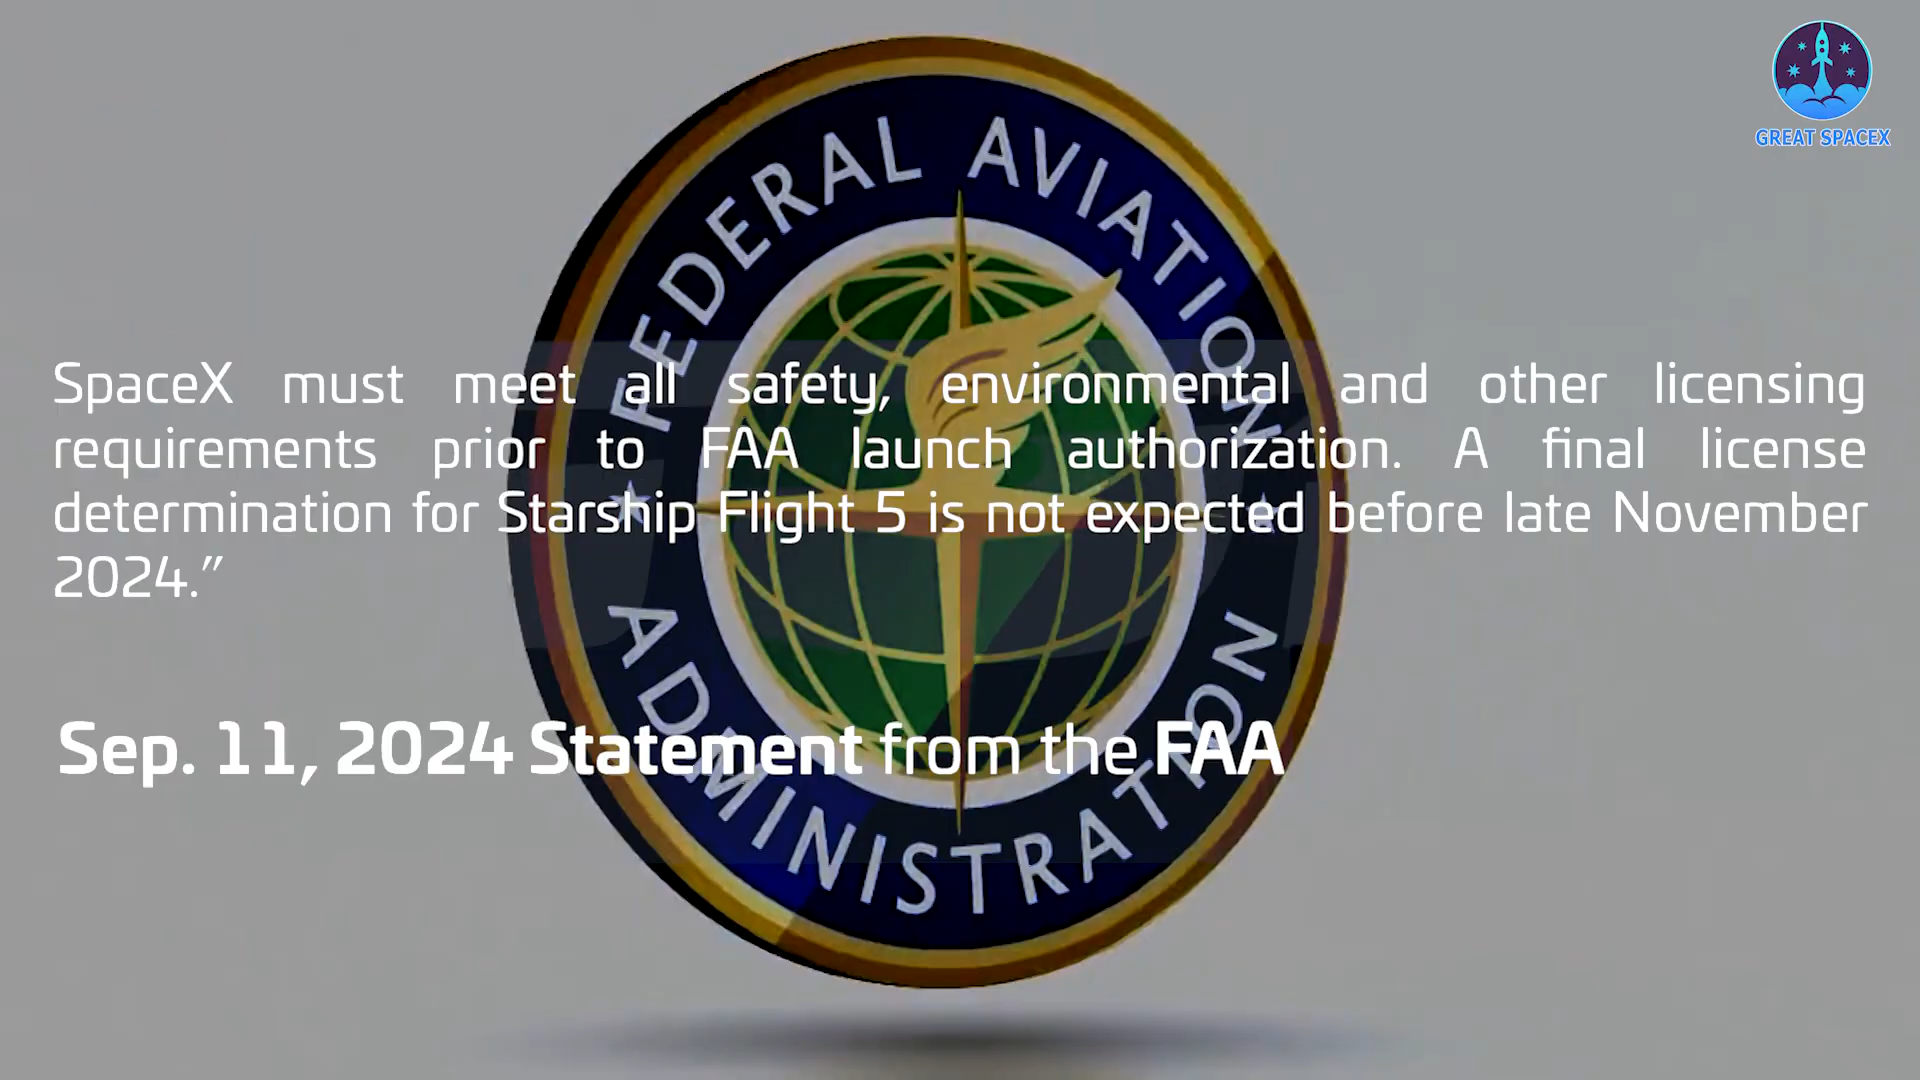 GREAT SPACEX
FEDERAL AVIATION
SpaceX must meet all safety, environmental and other licensing
requirements prior to FAA launch authorization. A final license
determination for Starship Flight 5 is not expected before late November
2024.”
Sep. 11, 2024 Statement from the FAA
ADMINISTRATION